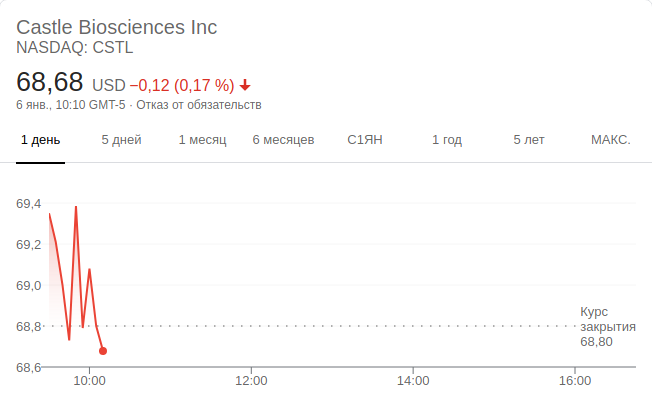 Castle Biosciences Inc
NASDAQ: CSTL
68,68 USD −0,12 (0,17 %)
6 янв., 10:10 GMT-5 · Отказ от обязательств
1 день 5 дней 1 месяц 6 месяцев С1ЯН 1 год 5 лет МАКС.
69,4
69,2
69,0
68,8
68,6
Курс
закрытия
68,80
10:00 12:00 14:00 16:00